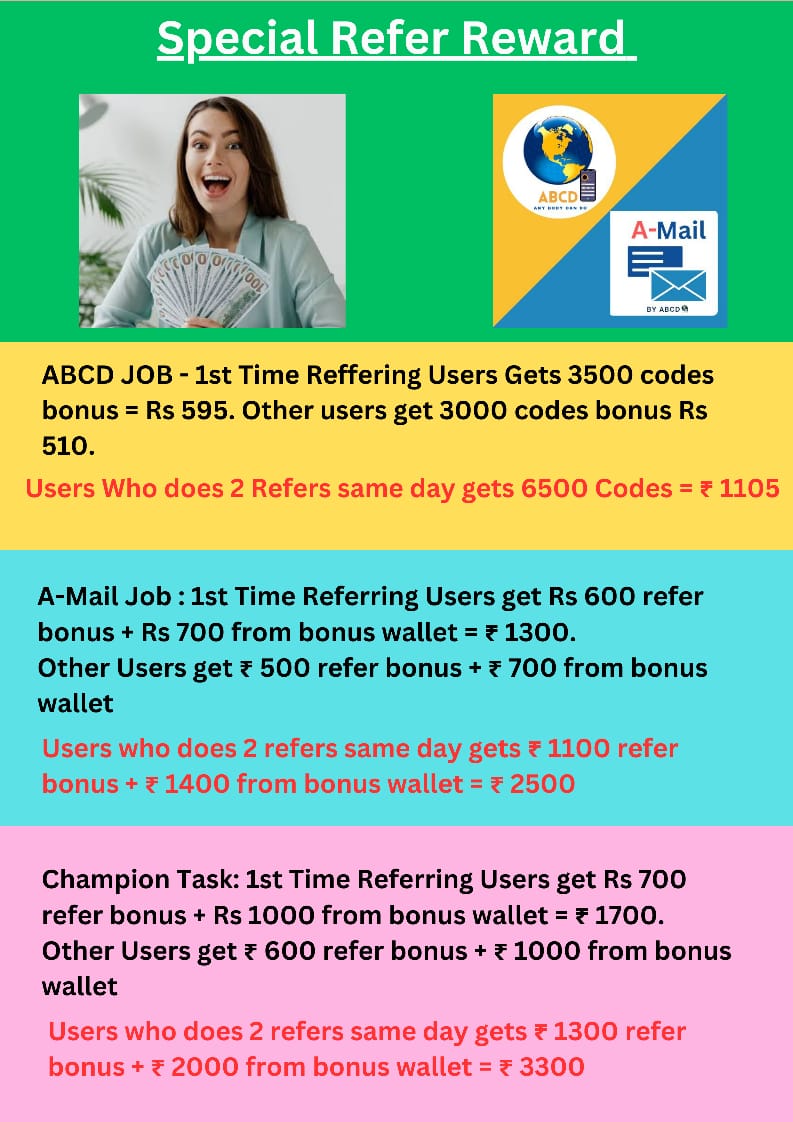 Special Refer Reward
ABCD
ANY BODY CAN DO
A-Mail
BY ABCD
ABCD JOB - 1st Time Reffering Users Gets 3500 codes
bonus = Rs 595. Other users get 3000 codes bonus Rs
510.
Users Who does 2 Refers same day gets 6500 Codes = ₹ 1105
A-Mail Job : 1st Time Referring Users get Rs 600 refer
bonus + Rs 700 from bonus wallet = ₹ 1300.
Other Users get ₹ 500 refer bonus + ₹ 700 from bonus
wallet
Users who does 2 refers same day gets ₹ 1100 refer
bonus + ₹ 1400 from bonus wallet = ₹ 2500
Champion Task: 1st Time Referring Users get Rs 700
refer bonus + Rs 1000 from bonus wallet = ₹ 1700.
Other Users get ₹ 600 refer bonus + ₹ 1000 from bonus
wallet
Users who does 2 refers same day gets ₹ 1300 refer
bonus + ₹ 2000 from bonus wallet = ₹ 3300